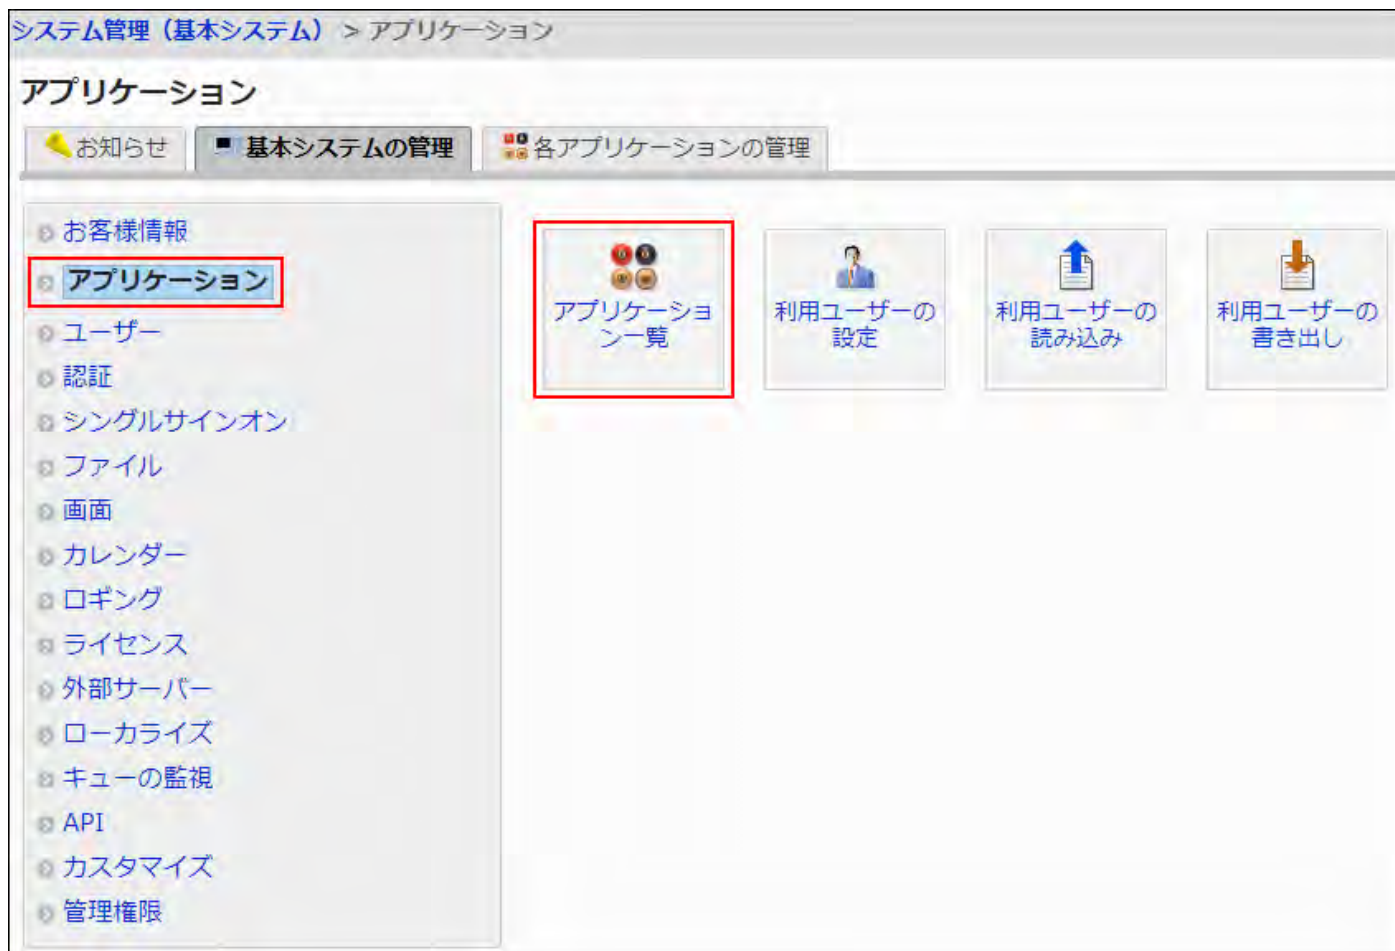 システム管理（基本システム） > アプリケーション
アプリケーション
お知らせ 基本システムの管理 各アプリケーションの管理
お客様情報
アプリケーション
ユーザー
認証
シングルサインオン
ファイル
画面
カレンダー
ロギング
ライセンス
外部サーバー
ローカライズ
キューの監視
API
カスタマイズ
管理権限
アプリケーショ
ン一覧
利用ユーザーの
設定
利用ユーザーの
読み込み
利用ユーザーの
書き出し